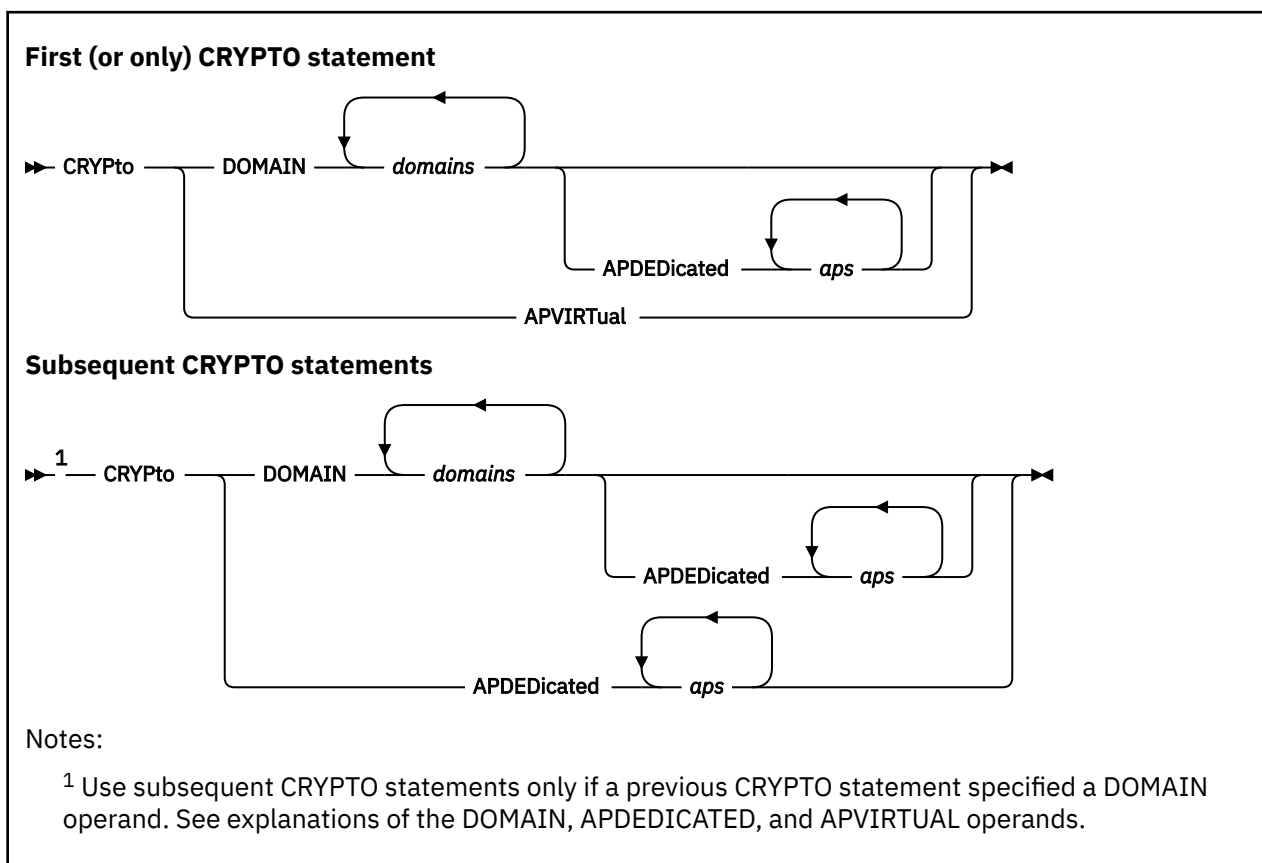 First (or only) CRYPTO statement
CRYPto DOMAIN domains
APDEDicated aps
APVIRTual
Subsequent CRYPTO statements
1 CRYPto DOMAIN domains
APDEDicated aps
APDEDicated aps
Notes:
1 Use subsequent CRYPTO statements only if a previous CRYPTO statement specified a DOMAIN
operand. See explanations of the DOMAIN, APDEDICATED, and APVIRTUAL operands.